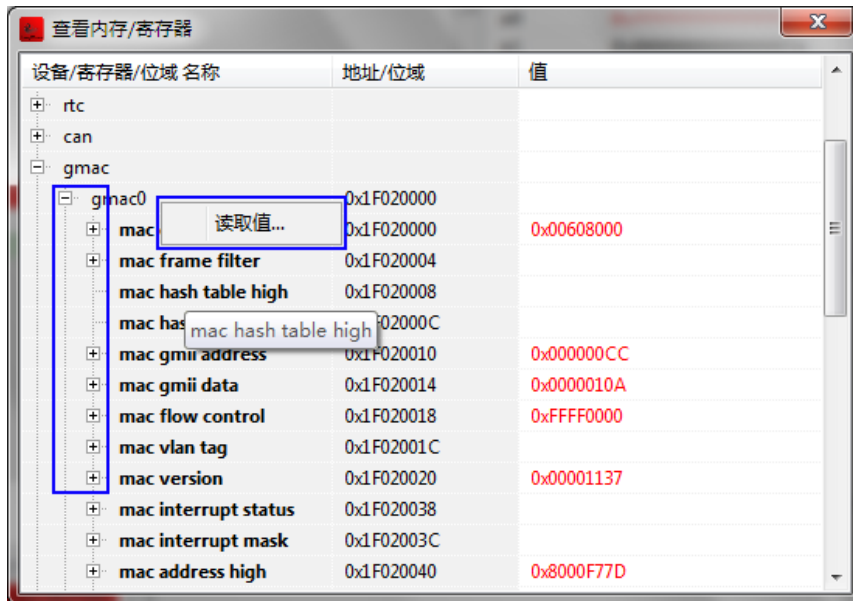 查看内存/寄存器
设备/寄存器/位域 名称 地址/位域 值
rtc
can
gmac
gmac0 0x1F020000
读取值...
mac 0x1F020000 0x00608000
mac frame filter 0x1F020004
mac hash table high 0x1F020008
mac has 02000C
mac hash table high
mac gmii address 0x1F020010 0x000000CC
mac gmii data 0x1F020014 0x0000010A
mac flow control 0x1F020018 0xFFFF0000
mac vlan tag 0x1F02001C
mac version 0x1F020020 0x00001137
mac interrupt status 0x1F020038
mac interrupt mask 0x1F02003C
mac address high 0x1F020040 0x8000F77D